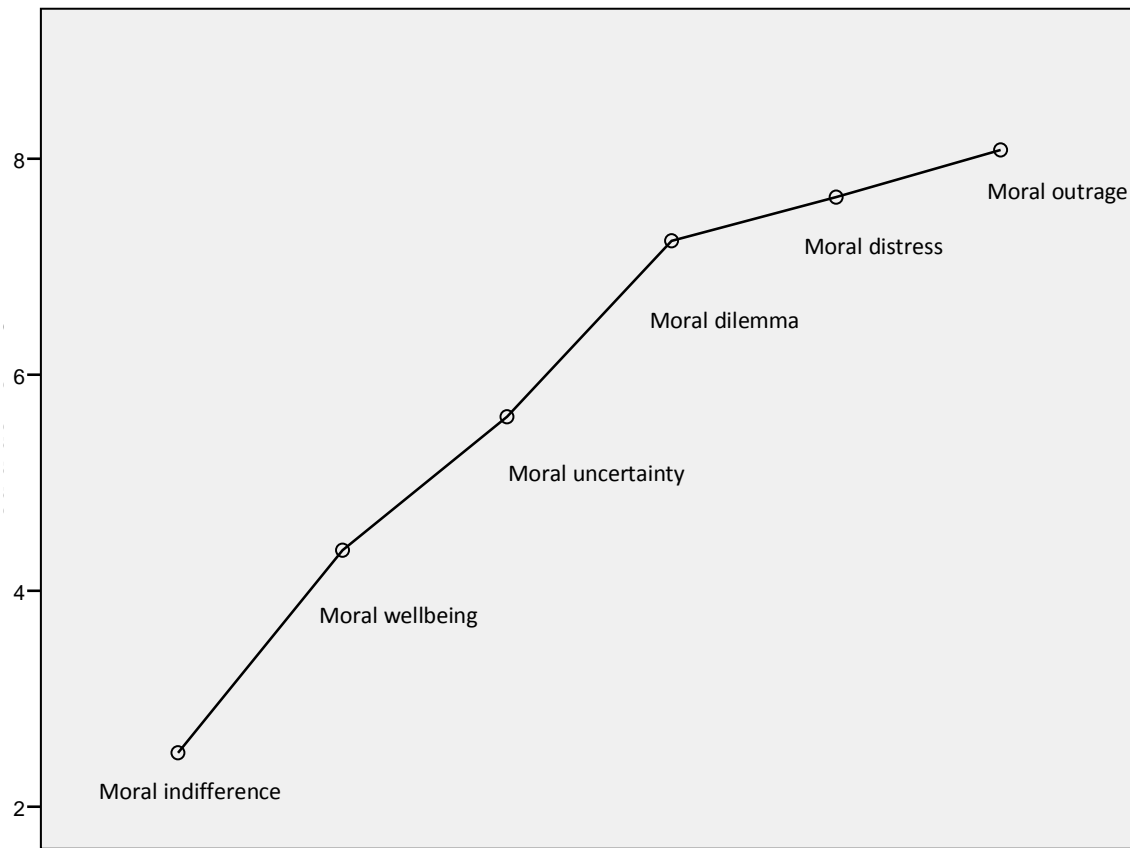 8
Moral outrage
Moral distress
Moral dilemma
6
Moral uncertainty
4
Moral wellbeing
Moral indifference
2